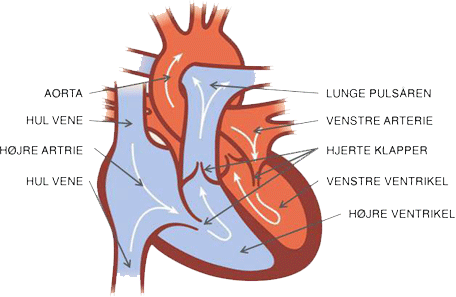 AORTA
HUL VENE
HØJRE ARTRIE
HUL VENE
LUNGE PULSÅREN
VENSTRE ARTERIE
HJERTE KLAPPER
VENSTRE VENTRIKEL
HØJRE VENTRIKEL